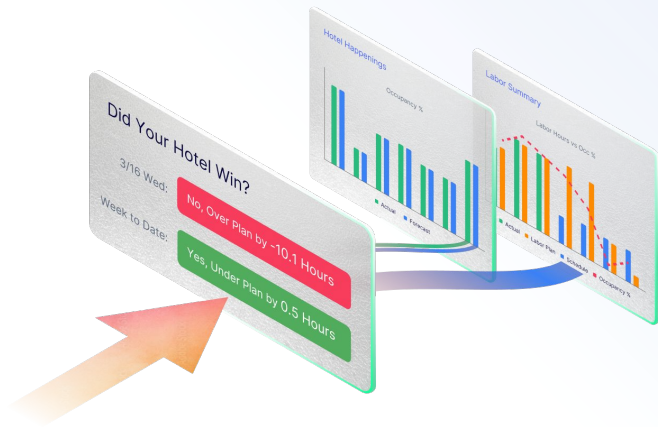 Did Your Hotel Win?
3/16 Wed:
No, Over Plan by -10.1 Hours
Week to Date:
Yes, Under Plan by 0.5 Hours
Hotel Happenings
Occupancy %
Actual
Forecast
Labor Summary
Labor Hours vs Occ %
Actual
Labor Plan
Schedule
Occupancy %